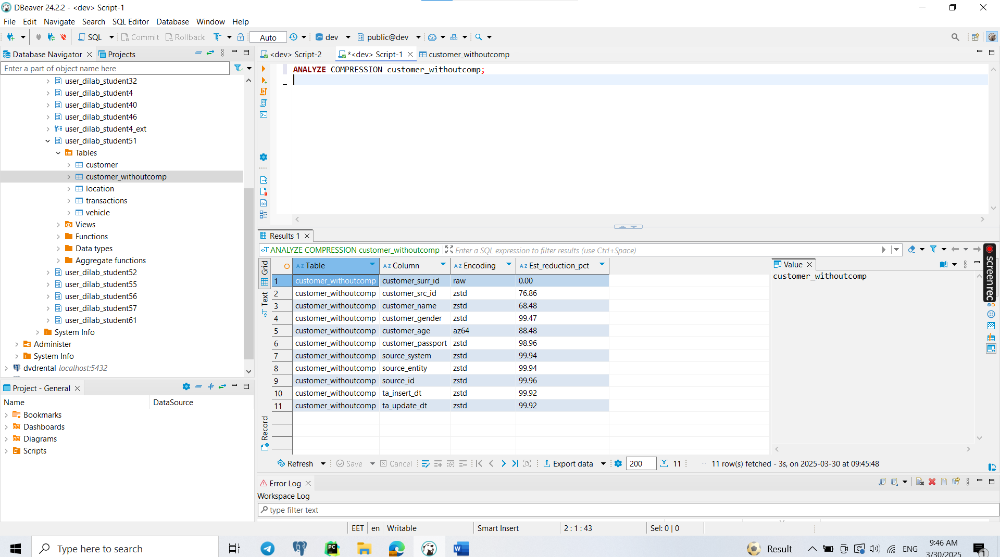 DBeaver 24.2.2 - <dev> Script-1
File Edit Navigate Search SQL Editor Database Window Help
SQL Commit Rollback Auto dev public@dev
Database Navigator Projects
Enter a part of object name here
user_dilab_student32
user_dilab_student4
user_dilab_student40
user_dilab_student46
user_dilab_student4_ext
user_dilab_student51
Tables
customer
customer_withoutcomp
location
transactions
vehicle
Views
Functions
Data types
Aggregate functions
user_dilab_student52
user_dilab_student55
user_dilab_student56
user_dilab_student57
user_dilab_student61
System Info
Administer
System Info
dvdrental localhost:5432
Project - General
Name DataSource
Bookmarks
Dashboards
Diagrams
Scripts
<dev> Script-2 *<dev> Script-1 customer_withoutcomp
ANALYZE COMPRESSION customer_withoutcomp;
Results 1
ANALYZE COMPRESSION customer_withoutcomp Enter a SQL expression to filter results (use Ctrl+Space)
Grid
Text
Record
Table Column Encoding Est_reduction_pct
1 customer_withoutcomp customer_surr_id raw 0.00
2 customer_withoutcomp customer_src_id zstd 76.86
3 customer_withoutcomp customer_name zstd 68.48
4 customer_withoutcomp customer_gender zstd 99.47
5 customer_withoutcomp customer_age az64 88.48
6 customer_withoutcomp customer_passport zstd 98.96
7 customer_withoutcomp source_system zstd 99.94
8 customer_withoutcomp source_entity zstd 99.94
9 customer_withoutcomp source_id zstd 99.96
10 customer_withoutcomp ta_insert_dt zstd 99.92
11 customer_withoutcomp ta_update_dt zstd 99.92
Value
customer_withoutcomp
screen rec
Refresh Save Cancel Export data 200 11 11 row(s) fetched - 3s, on 2025-03-30 at 09:45:48
Error Log
Workspace Log
type filter text
EET en Writable Smart Insert 2 : 1 : 43 Sel: 0 | 0
Type here to search
Result
ENG
9:46 AM
3/30/2025
1